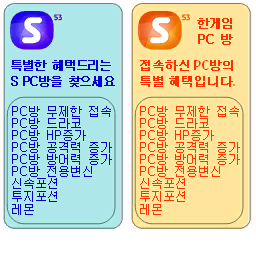 S 53
특별한 혜택드리는
S PC방을 찾으세요
PC방 무제한 접속
PC방 드라코
PC방 HP증가
PC방 공격력 증가
PC방 방어력 증가
PC방 전용변신
신속포션
투지포션
레몬
S 53
한게임
PC 방
접속하신 PC방의
특별 혜택입니다.
PC방 무제한 접속
PC방 드라코
PC방 HP증가
PC방 공격력 증가
PC방 방어력 증가
PC방 전용변신
신속포션
투지포션
레몬